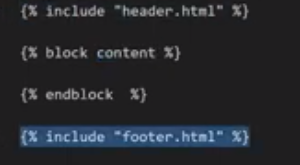 {% include "header.html" %}
{% block content %}
{% endblock  %}
{% include "footer.html" %}